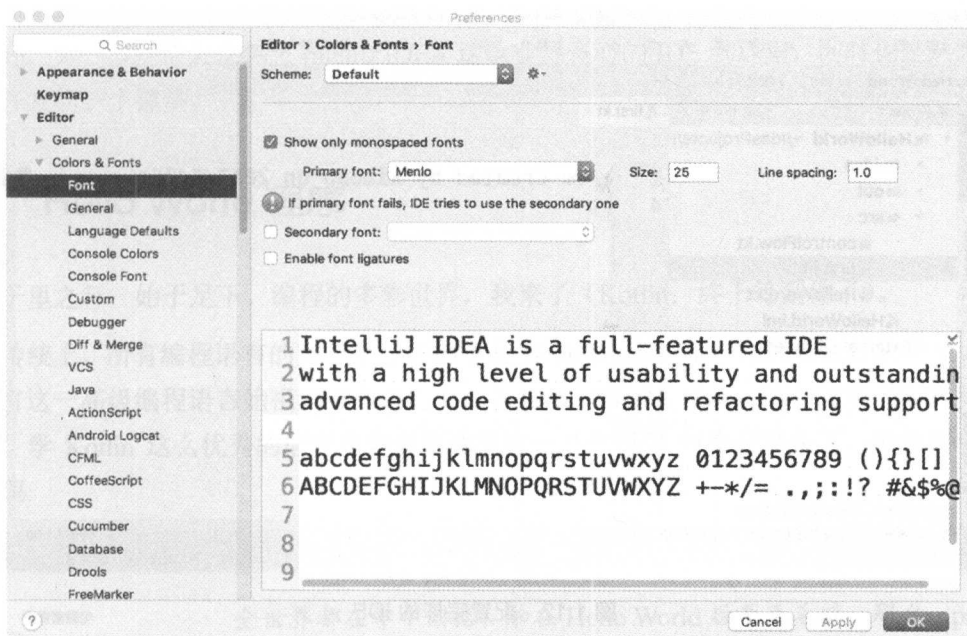 Preferences
Search
Appearance & Behavior
Keymap
Editor
General
Colors & Fonts
Font
General
Language Defaults
Console Colors
Console Font
Custom
Debugger
Diff & Merge
VCS
Java
ActionScript
Android Logcat
CFML
CoffeeScript
CSS
Cucumber
Database
Drools
FreeMarker
Editor › Colors & Fonts › Font
Scheme: Default
Show only monospaced fonts
Primary font: Menlo Size: 25 Line spacing: 1.0
If primary font fails, IDE tries to use the secondary one
Secondary font:
Enable font ligatures
1 IntelliJ IDEA is a full-featured IDE
2 with a high level of usability and outstandin
3 advanced code editing and refactoring support
4
5 abcdefghijklmnopqrstuvwxyz 0123456789 (){}[]
6 ABCDEFGHIJKLMNOPQRSTUVWXYZ +-*/= .,;:!? #&$%@
7
8
9
? Cancel Apply OK